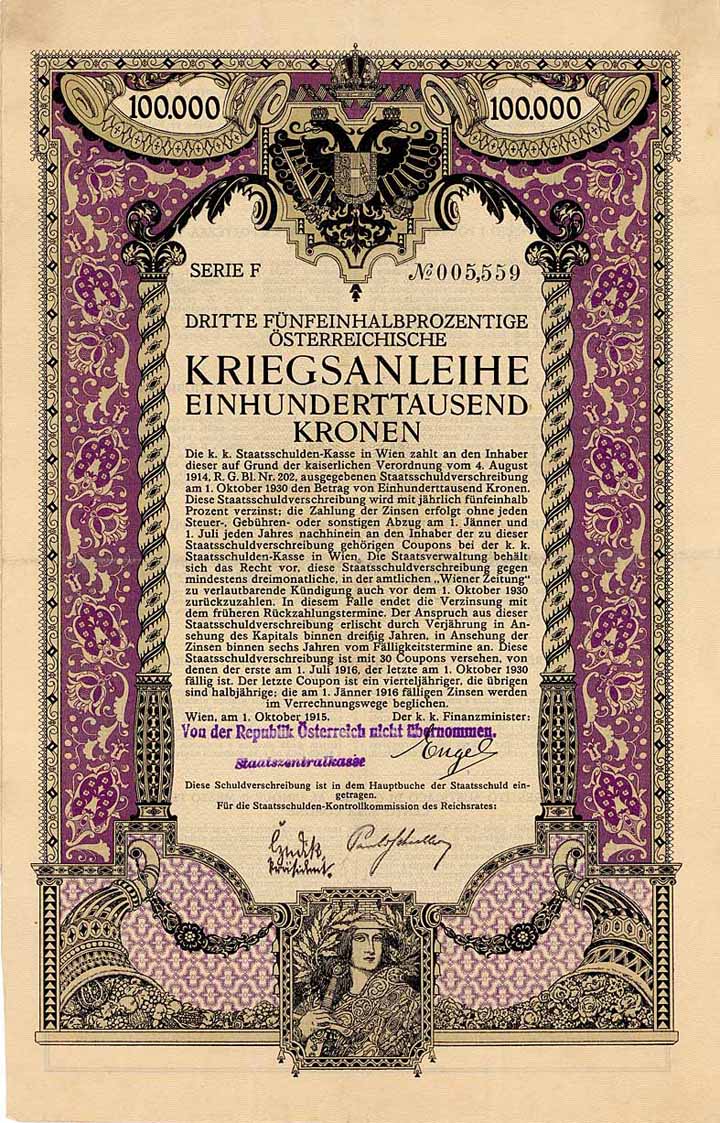 100.000 100.000
SERIE F № 005,559
DRITTE FÜNFEINHALBPROZENTIGE
ÖSTERREICHISCHE
KRIEGSANLEIHE
EINHUNDERTTAUSEND
KRONEN
Die k. k. Staatsschulden-Kasse in Wien zahlt an den Inhaber
dieser auf Grund der kaiserlichen Verordnung vom 4. August
1914, R. G. Bl. Nr. 202, ausgegebenen Staatsschuldverschreibung
am 1. Oktober 1930 den Betrag von Einhunderttausend Kronen.
Diese Staatsschuldverschreibung wird mit jährlich fünfeinhalb
Prozent verzinst; die Zahlung der Zinsen erfolgt ohne jeden
Steuer-, Gebühren- oder sonstigen Abzug am 1. Jänner und
1. Juli jeden Jahres nachhinein an den Inhaber der zu dieser
Staatsschuldverschreibung gehörigen Coupons bei der k. k.
Staatsschulden-Kasse in Wien. Die Staatsverwaltung behält
sich das Recht vor, diese Staatsschuldverschreibung gegen
mindestens dreimonatliche, in der amtlichen „Wiener Zeitung"
zu verlautbarende Kündigung auch vor dem 1. Oktober 1930
zurückzuzahlen. In diesem Falle endet die Verzinsung mit
dem früheren Rückzahlungstermine. Der Anspruch aus dieser
Staatsschuldverschreibung erlischt durch Verjährung in An-
sehung des Kapitals binnen dreißig Jahren, in Ansehung der
Zinsen binnen sechs Jahren vom Fälligkeitstermine an. Diese
Staatsschuldverschreibung ist mit 30 Coupons versehen, von
denen der erste am 1. Juli 1916, der letzte am 1. Oktober 1930
fällig ist. Der letzte Coupon ist ein vierteljähriger, die übrigen
sind halbjährige; die am 1. Jänner 1916 fälligen Zinsen werden
im Verrechnungswege beglichen.
Wien, am 1. Oktober 1915. Der k. k. Finanzminister:
Von der Republik Österreich nicht übernommen.
Engel
Staatszentralkasse
Diese Schuldverschreibung ist in dem Hauptbuche der Staatsschuld ein-
getragen.
Für die Staatsschulden-Kontrollkommission des Reichsrates:
Präsident.